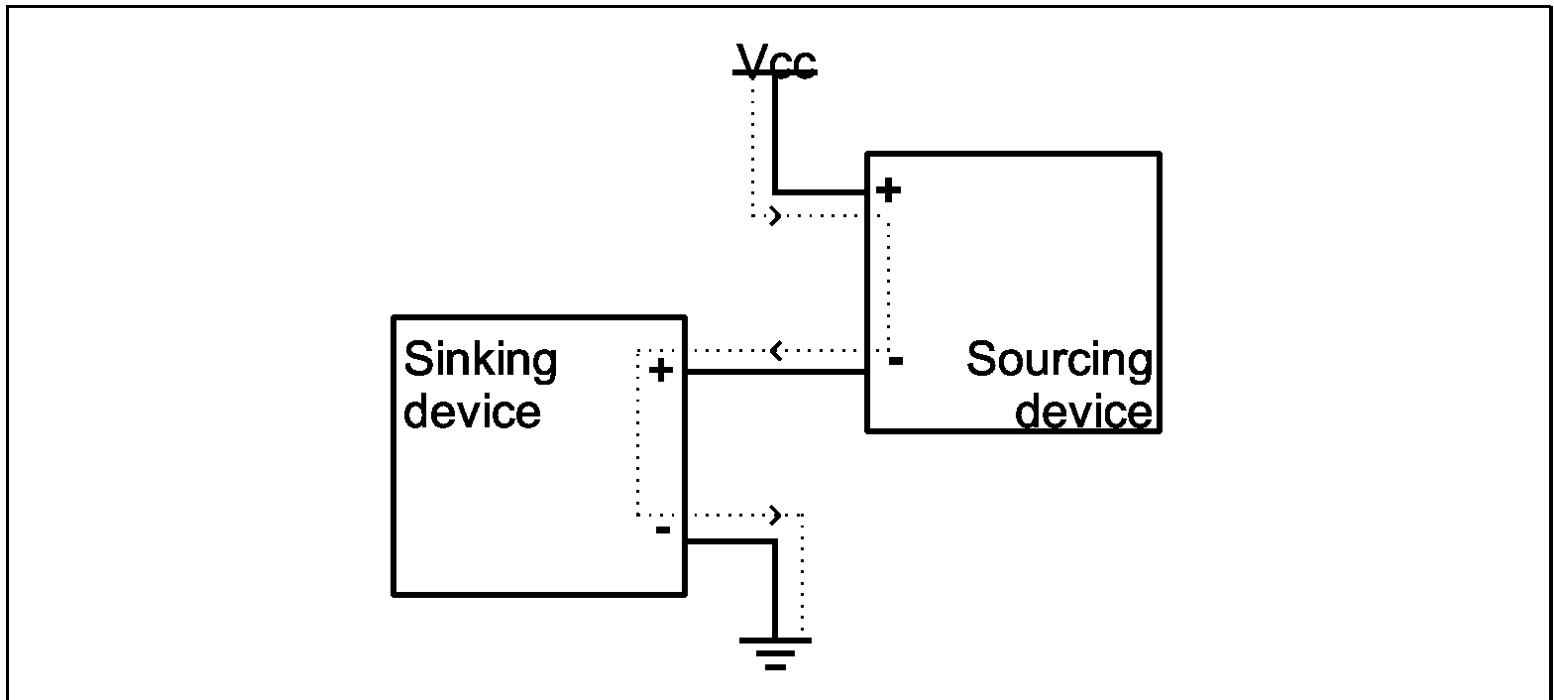 Vcc
+
-
Sourcing
device
Sinking
device
+
-